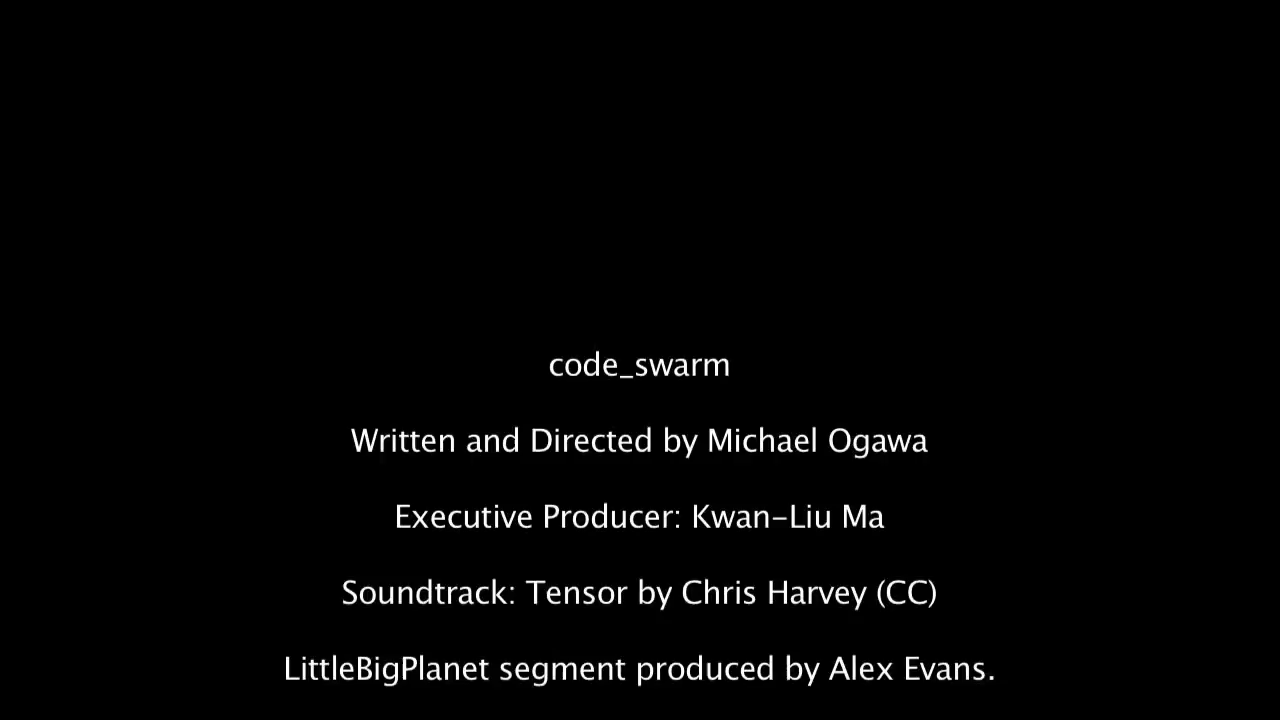 code_swarm
Written and Directed by Michael Ogawa
Executive Producer: Kwan-Liu Ma
Soundtrack: Tensor by Chris Harvey (CC)
LittleBigPlanet segment produced by Alex Evans.